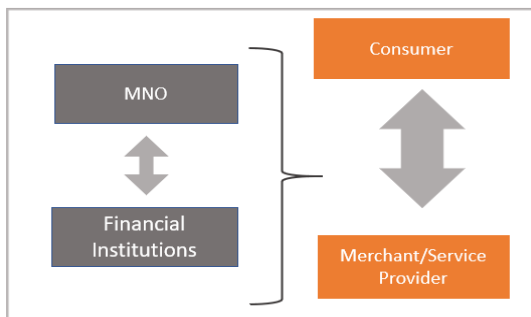 MNO
Financial
Institutions
Consumer
Merchant/Service
Provider